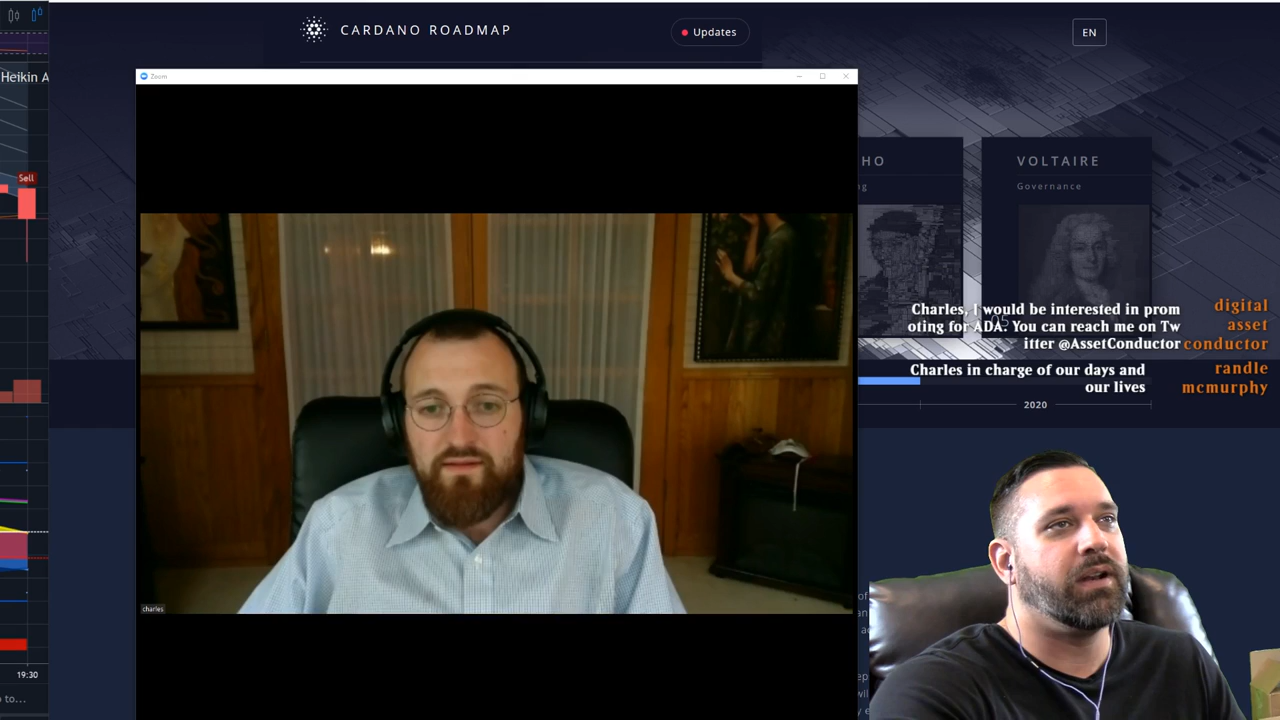 CARDANO ROADMAP
Updates
EN
Heikin A
Zoom
HO
VOLTAIRE
ng
Governance
Sell
Charles, I would be interested in prom
oting for ADA. You can reach me on Tw
itter @AssetConductor
digital
asset
conductor
Charles in charge of our days and
our lives
randle
mcmurphy
2020
charles
19:30
to...